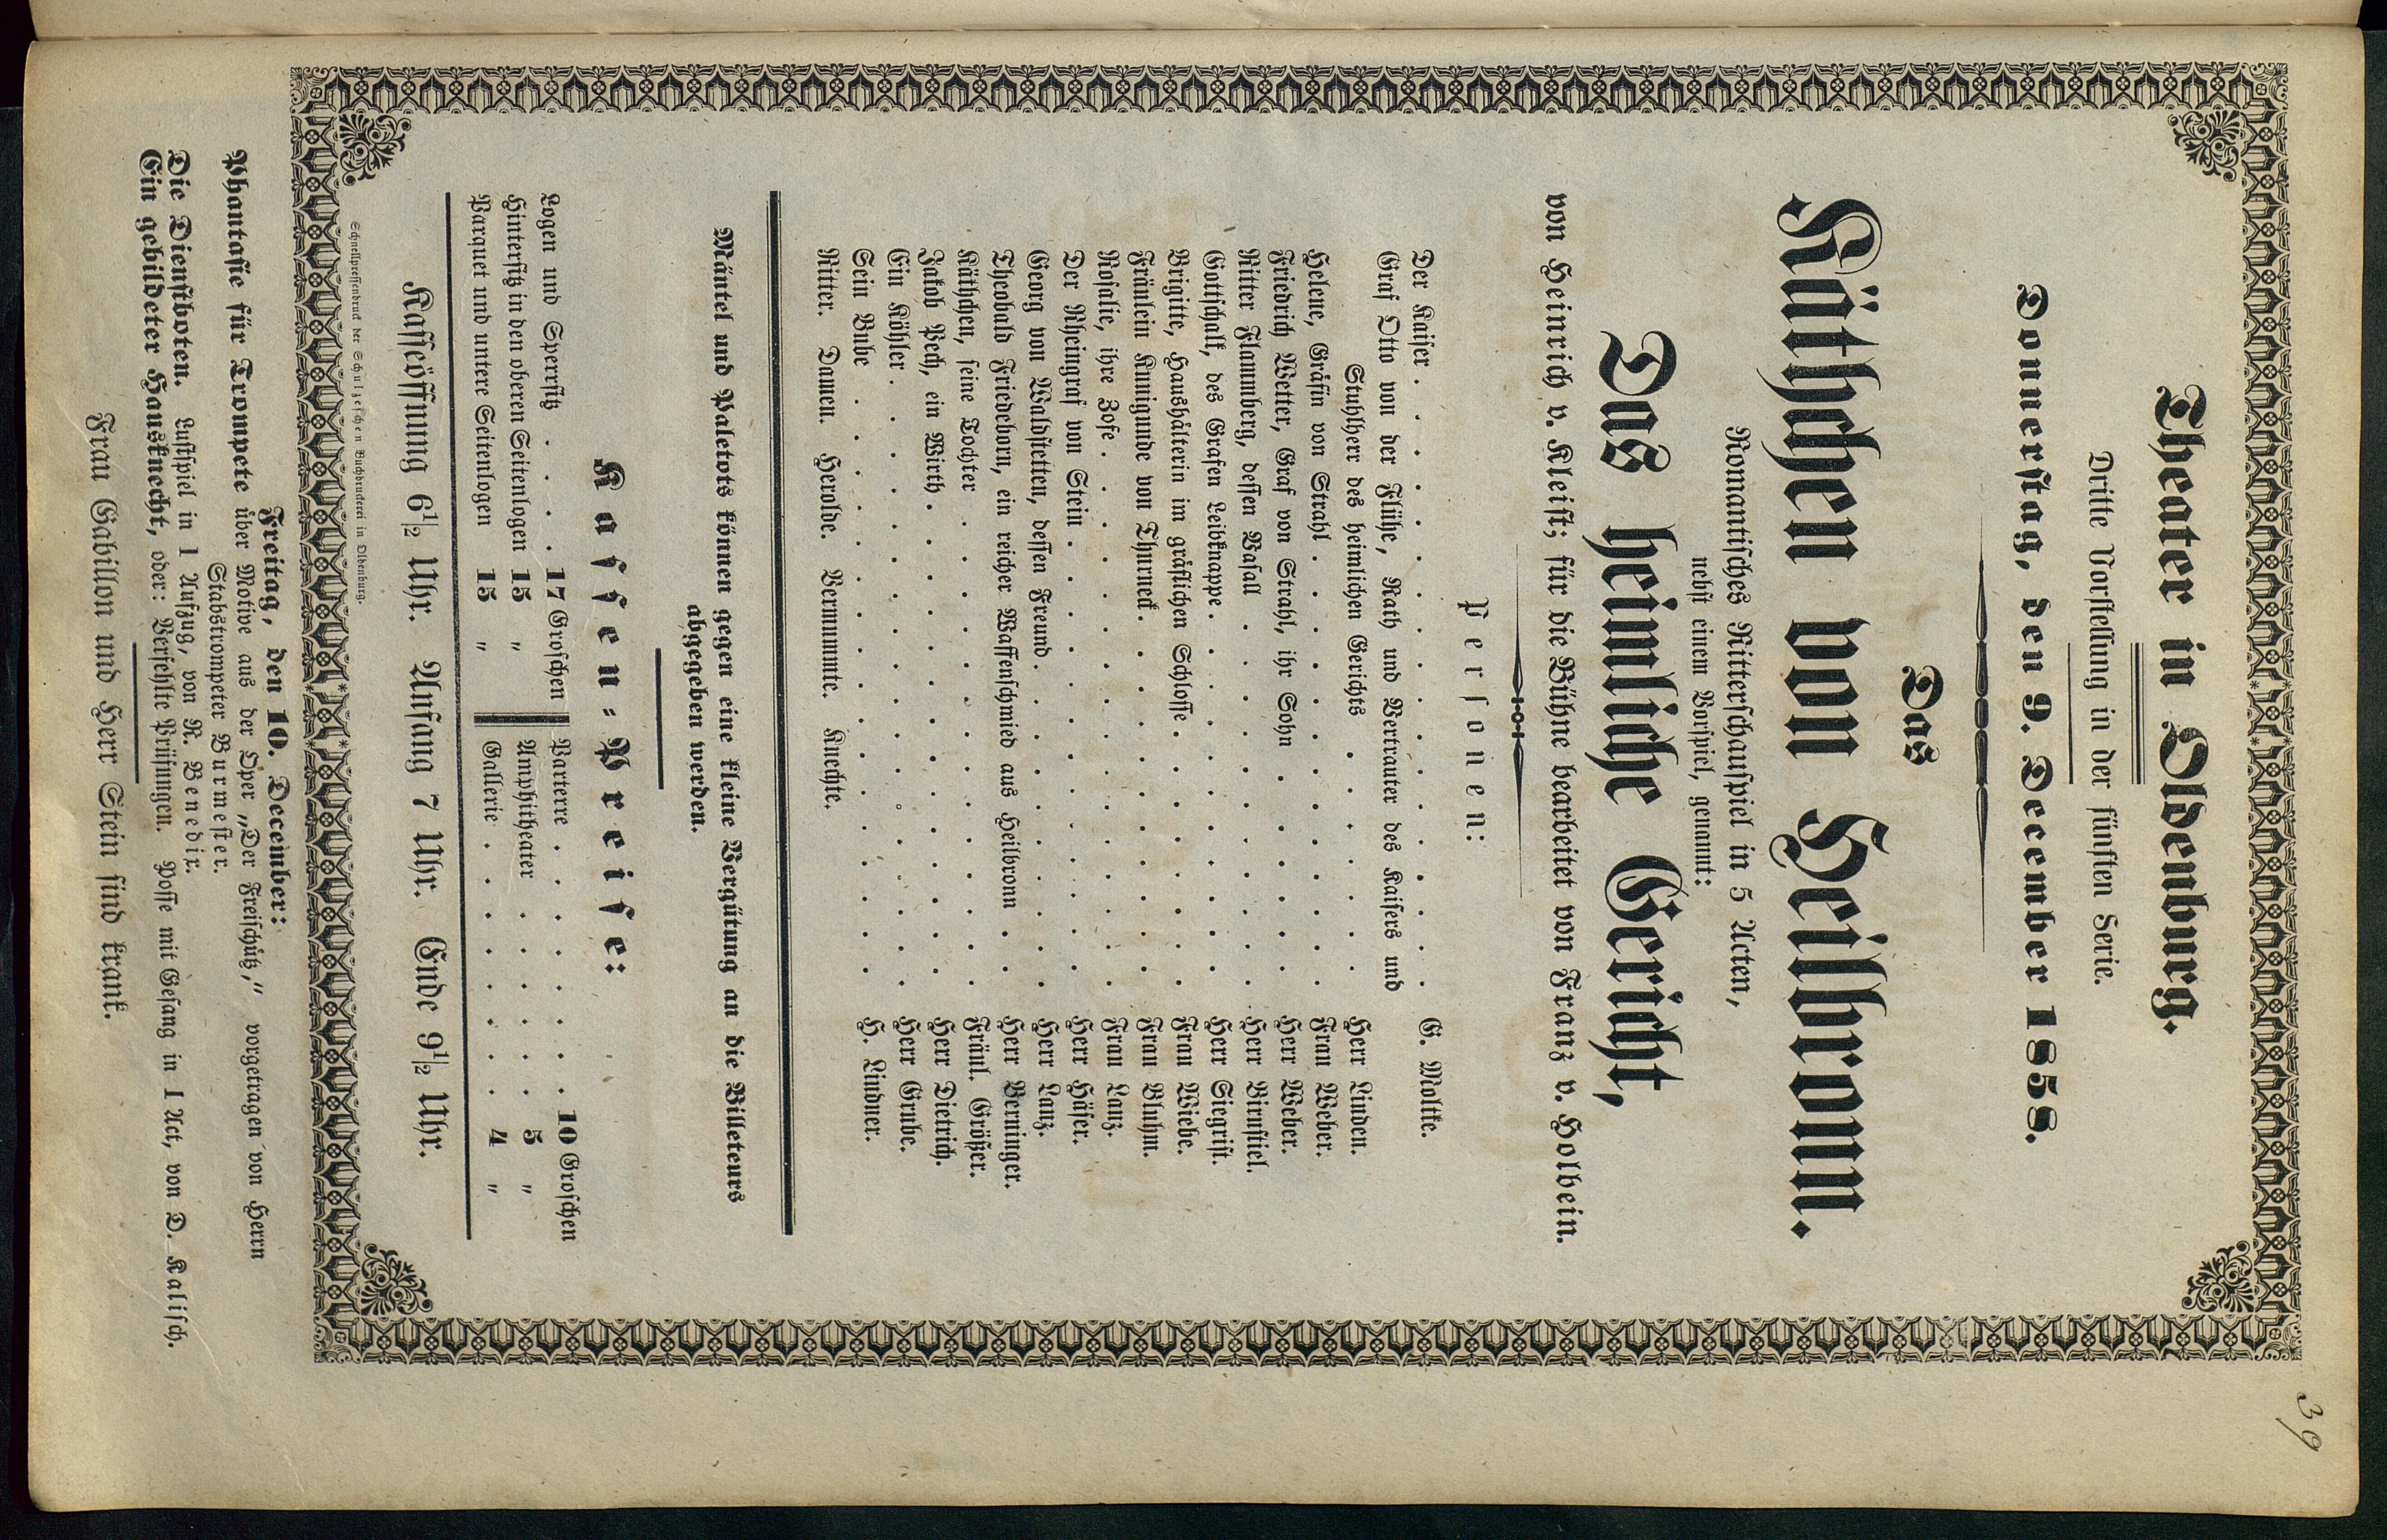 39
Theater in Oldenburg.
Dritte Vorstellung in der fünften Serie.
Donnerstag, den 9. December 1858.
Das
Käthchen von Heilbronn.
Romantisches Ritterschauspiel in 5 Acten,
nebst einem Vorspiel, genannt:
Das heimliche Gericht,
von Heinrich v. Kleist; für die Bühne bearbeitet von Franz v. Holbein.
Personen:
Der Kaiser . . . . . . . . . . . . . . . . . E. Moltke.
Graf Otto von der Flühe, Rath und Vertrauter des Kaisers und
Stuhlherr des heimlichen Gerichts . . . . . . . Herr Linden.
Helene, Gräfin von Strahl . . . . . . . . . . . . Frau Weber.
Friedrich Wetter, Graf von Strahl, ihr Sohn . . . . . . Herr Weber.
Ritter Flammberg, dessen Vasall . . . . . . . . . . Herr Birnstiel.
Gottschalk, des Grafen Leibknappe . . . . . . . . . . Herr Siegrist.
Brigitte, Haushälterin im gräflichen Schlosse . . . . . . Frau Wiebe.
Fräulein Kunigunde von Thurneck . . . . . . . . . . Frau Bluhm.
Rosalie, ihre Zofe . . . . . . . . . . . . . . . Frau Lanz.
Der Rheingraf von Stein . . . . . . . . . . . . . Herr Häser.
Georg von Waldstetten, dessen Freund . . . . . . . . . Herr Lanz.
Theobald Friedeborn, ein reicher Waffenschmied aus Heilbronn . . Herr Berninger.
Käthchen, seine Tochter . . . . . . . . . . . . . Fräul. Größer.
Jakob Pech, ein Wirth . . . . . . . . . . . . . . Herr Dietrich.
Ein Köhler . . . . . . . . . . . . . . . . . Herr Grube.
Sein Bube . . . . . . . . . . . . . . . . . H. Lindner.
Ritter. Damen. Herolde. Vermummte. Knechte.
Mäntel und Paletots können gegen eine kleine Vergütung an die Billeteurs
abgegeben werden.
Kassen-Preise:
Logen und Sperrsitz . . . . 17 Groschen
Hintersitz in den oberen Seitenlogen 15 "
Parquet und untere Seitenlogen 15 "
Parterre . . . . . . . . 10 Groschen
Amphitheater . . . . . . 5 "
Gallerie . . . . . . . . 4 "
Kasseöffnung 6½ Uhr. Anfang 7 Uhr. Ende 9½ Uhr.
Schnellpressendruck der Schulzeschen Buchdruckerei in Oldenburg.
Freitag, den 10. December:
Phantasie für Trompete über Motive aus der Oper „Der Freischütz," vorgetragen von Herrn
Stabstrompeter Burmester.
Die Dienstboten. Lustspiel in 1 Aufzug, von R. Benedix.
Ein gebildeter Hausknecht, oder: Verfehlte Prüfungen. Posse mit Gesang in 1 Act, von D. Kalisch.
Frau Gabillon und Herr Stein sind krank.